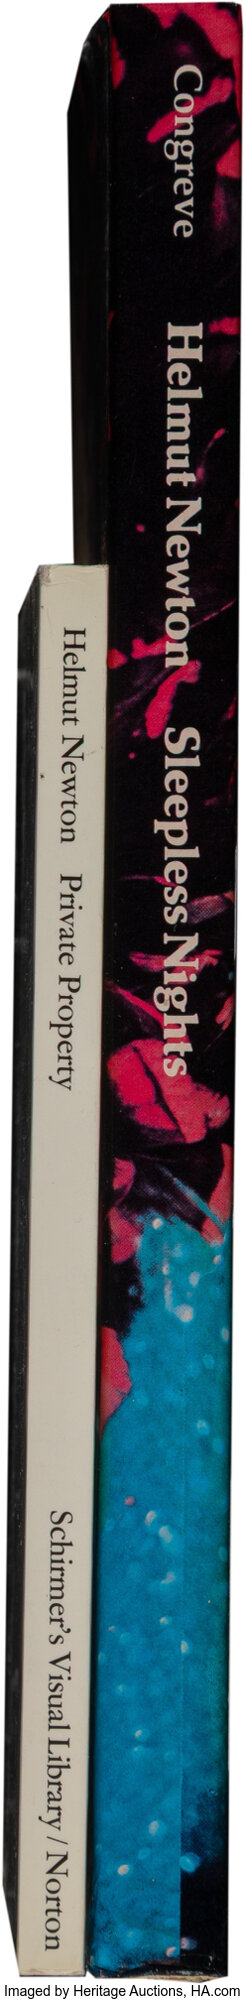 Congreve
Helmut Newton Sleepless Nights
Helmut Newton Private Property
Schirmer's Visual Library / Norton
Imaged by Heritage Auctions, HA.com